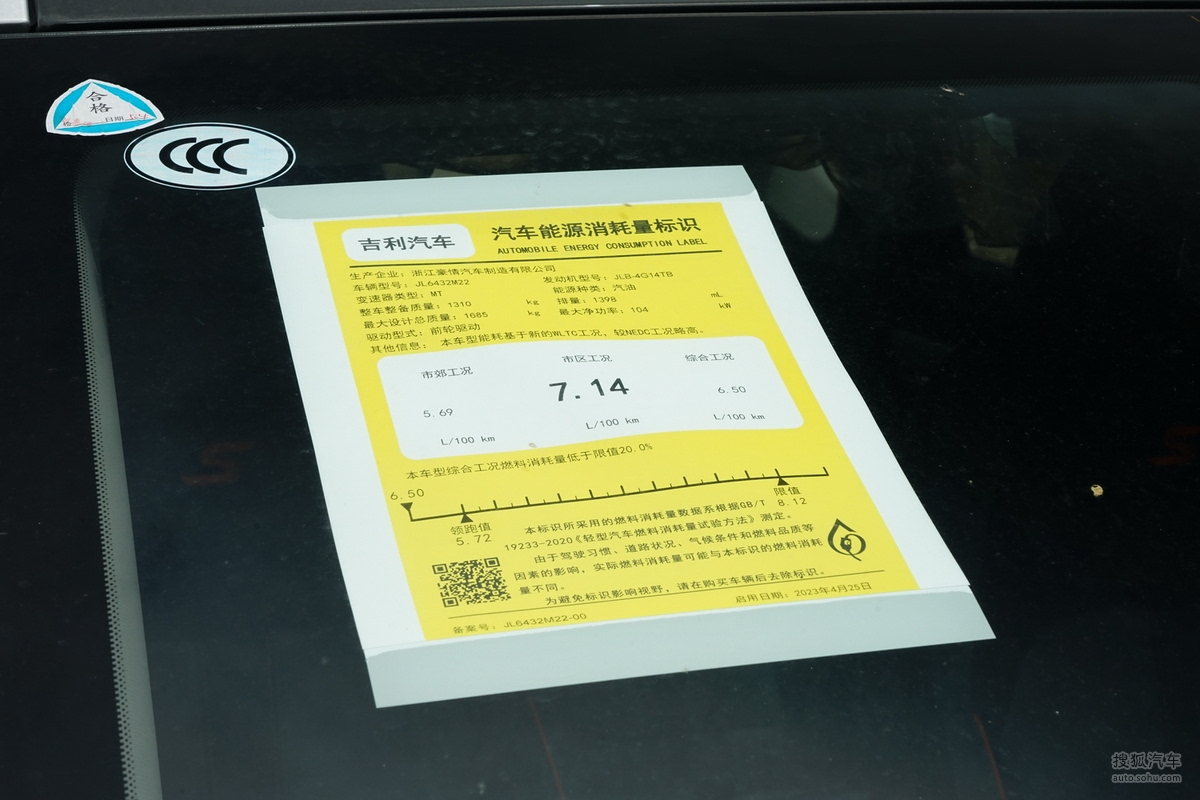 合格
日期
CCC
吉利汽车
汽车能源消耗量标识
AUTOMOBILE ENERGY CONSUMPTION LABEL
生产企业：浙江豪情汽车制造有限公司
车辆型号：JL6432M22 发动机型号：JLB-4G14TB
变速器类型：MT 能源种类：汽油
整车整备质量：1310 kg 排量：1398 mL
最大设计总质量：1685 kg 最大净功率：104 kW
驱动型式：前轮驱动
其他信息： 本车型能耗基于新的WLTC工况，较NEDC工况略高。
市郊工况 市区工况 综合工况
5.69 7.14 6.50
L/100 km L/100 km L/100 km
本车型综合工况燃料消耗量低于限值20.0%
6.50
领跑值 限值
5.72 8.12
本标识所采用的燃料消耗量数据系根据GB/T
19233-2020《轻型汽车燃料消耗量试验方法》测定。
由于驾驶习惯、道路状况、气候条件和燃料品质等
因素的影响，实际燃料消耗量可能与本标识的燃料消耗
量不同。
为避免标识影响视野，请在购买车辆后去除标识。
备案号：JL6432M22-00 启用日期：2023年4月25日
搜狐汽车
auto.sohu.com